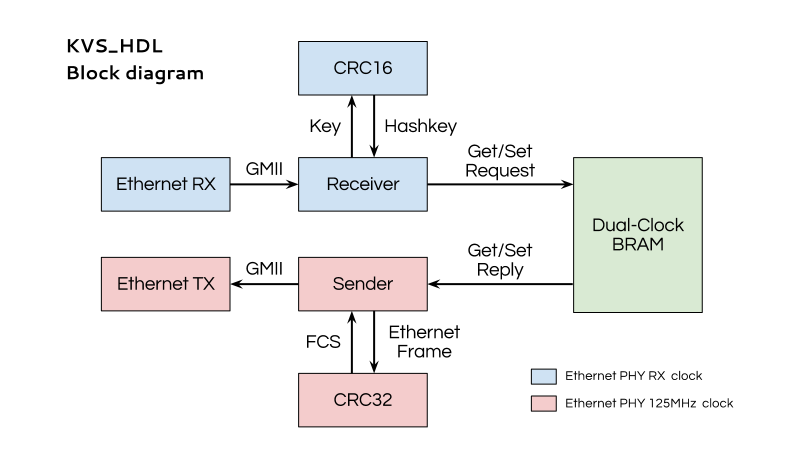 KVS_HDL
Block diagram
CRC16
Key
Hashkey
Ethernet RX
GMII
Receiver
Get/Set
Request
Dual-Clock
BRAM
Ethernet TX
GMII
Sender
Get/Set
Reply
FCS
Ethernet
Frame
CRC32
Ethernet PHY RX clock
Ethernet PHY 125MHz clock